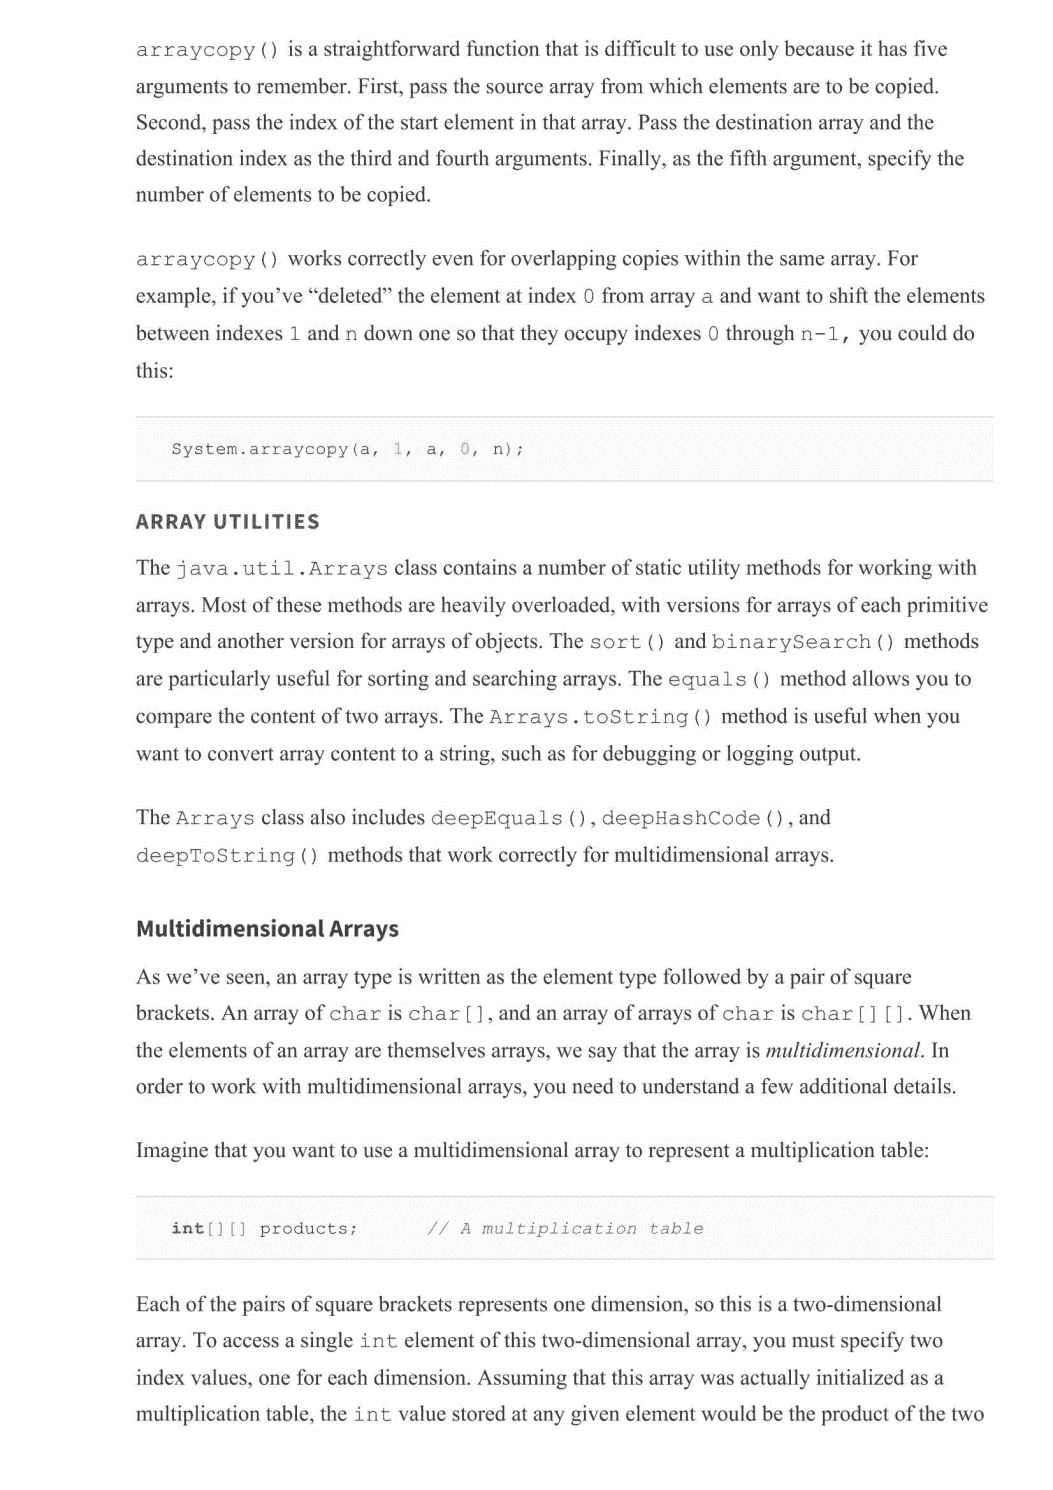 arraycopy() is a straightforward function that is difficult to use only because it has five
arguments to remember. First, pass the source array from which elements are to be copied.
Second, pass the index of the start element in that array. Pass the destination array and the
destination index as the third and fourth arguments. Finally, as the fifth argument, specify the
number of elements to be copied.
arraycopy() works correctly even for overlapping copies within the same array. For
example, if you’ve “deleted” the element at index 0 from array a and want to shift the elements
between indexes 1 and n down one so that they occupy indexes 0 through n-1, you could do
this:
System.arraycopy(a, 1, a, 0, n);
ARRAY UTILITIES
The java.util.Arrays class contains a number of static utility methods for working with
arrays. Most of these methods are heavily overloaded, with versions for arrays of each primitive
type and another version for arrays of objects. The sort() and binarySearch() methods
are particularly useful for sorting and searching arrays. The equals() method allows you to
compare the content of two arrays. The Arrays.toString() method is useful when you
want to convert array content to a string, such as for debugging or logging output.
The Arrays class also includes deepEquals(), deepHashCode(), and
deepToString() methods that work correctly for multidimensional arrays.
Multidimensional Arrays
As we’ve seen, an array type is written as the element type followed by a pair of square
brackets. An array of char is char[], and an array of arrays of char is char[][]. When
the elements of an array are themselves arrays, we say that the array is multidimensional. In
order to work with multidimensional arrays, you need to understand a few additional details.
Imagine that you want to use a multidimensional array to represent a multiplication table:
int[][] products; // A multiplication table
Each of the pairs of square brackets represents one dimension, so this is a two-dimensional
array. To access a single int element of this two-dimensional array, you must specify two
index values, one for each dimension. Assuming that this array was actually initialized as a
multiplication table, the int value stored at any given element would be the product of the two